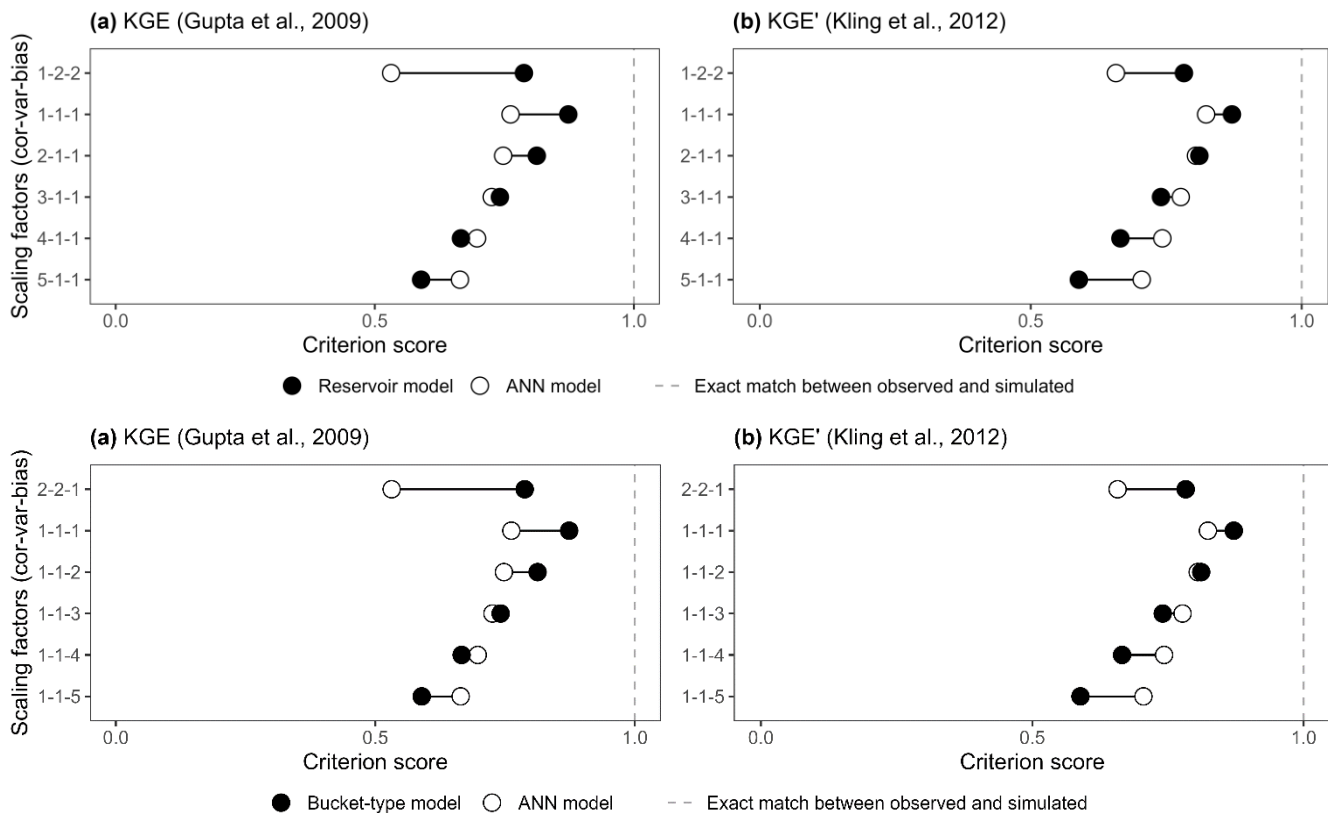 (a) KGE (Gupta et al., 2009)
(b) KGE' (Kling et al., 2012)
Scaling factors (cor-var-bias)
1-2-2
1-1-1
2-1-1
3-1-1
4-1-1
5-1-1
0.0
0.5
1.0
Criterion score
1-2-2
1-1-1
2-1-1
3-1-1
4-1-1
5-1-1
0.0
0.5
1.0
Criterion score
Reservoir model
ANN model
Exact match between observed and simulated
(a) KGE (Gupta et al., 2009)
(b) KGE' (Kling et al., 2012)
Scaling factors (cor-var-bias)
2-2-1
1-1-1
1-1-2
1-1-3
1-1-4
1-1-5
0.0
0.5
1.0
Criterion score
2-2-1
1-1-1
1-1-2
1-1-3
1-1-4
1-1-5
0.0
0.5
1.0
Criterion score
Bucket-type model
ANN model
Exact match between observed and simulated